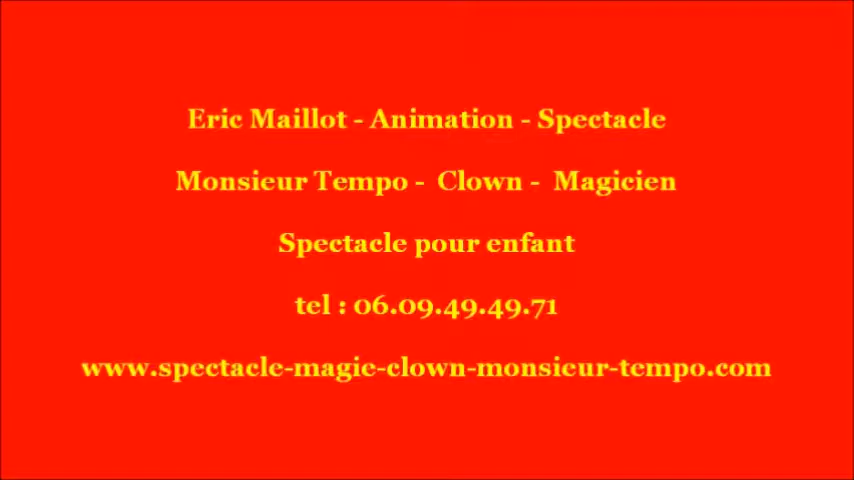 Eric Maillot - Animation - Spectacle
Monsieur Tempo - Clown - Magicien
Spectacle pour enfant
tel : 06.09.49.49.71
www.spectacle-magie-clown-monsieur-tempo.com